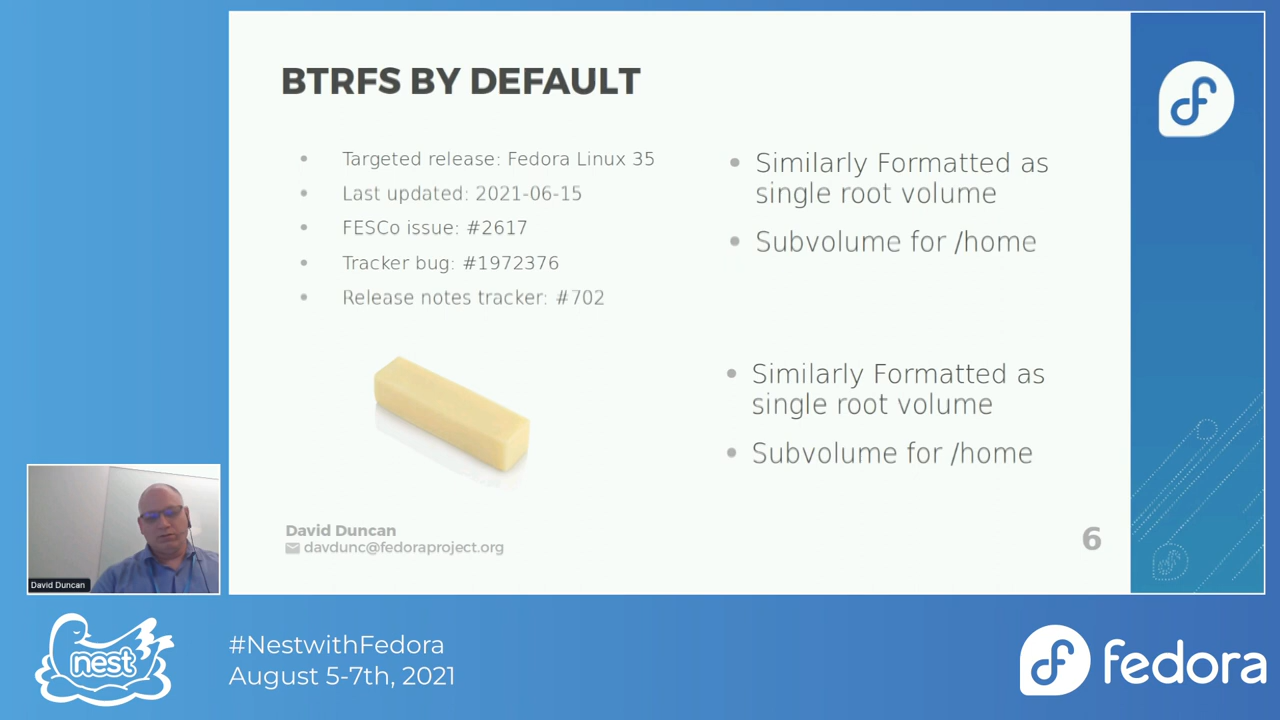 BTRFS BY DEFAULT
• Targeted release: Fedora Linux 35
• Last updated: 2021-06-15
• FESCo issue: #2617
• Tracker bug: #1972376
• Release notes tracker: #702
• Similarly Formatted as
single root volume
• Subvolume for /home
• Similarly Formatted as
single root volume
• Subvolume for /home
David Duncan
davdunc@fedoraproject.org
6
David Duncan
nest
#NestwithFedora
August 5-7th, 2021
fedora